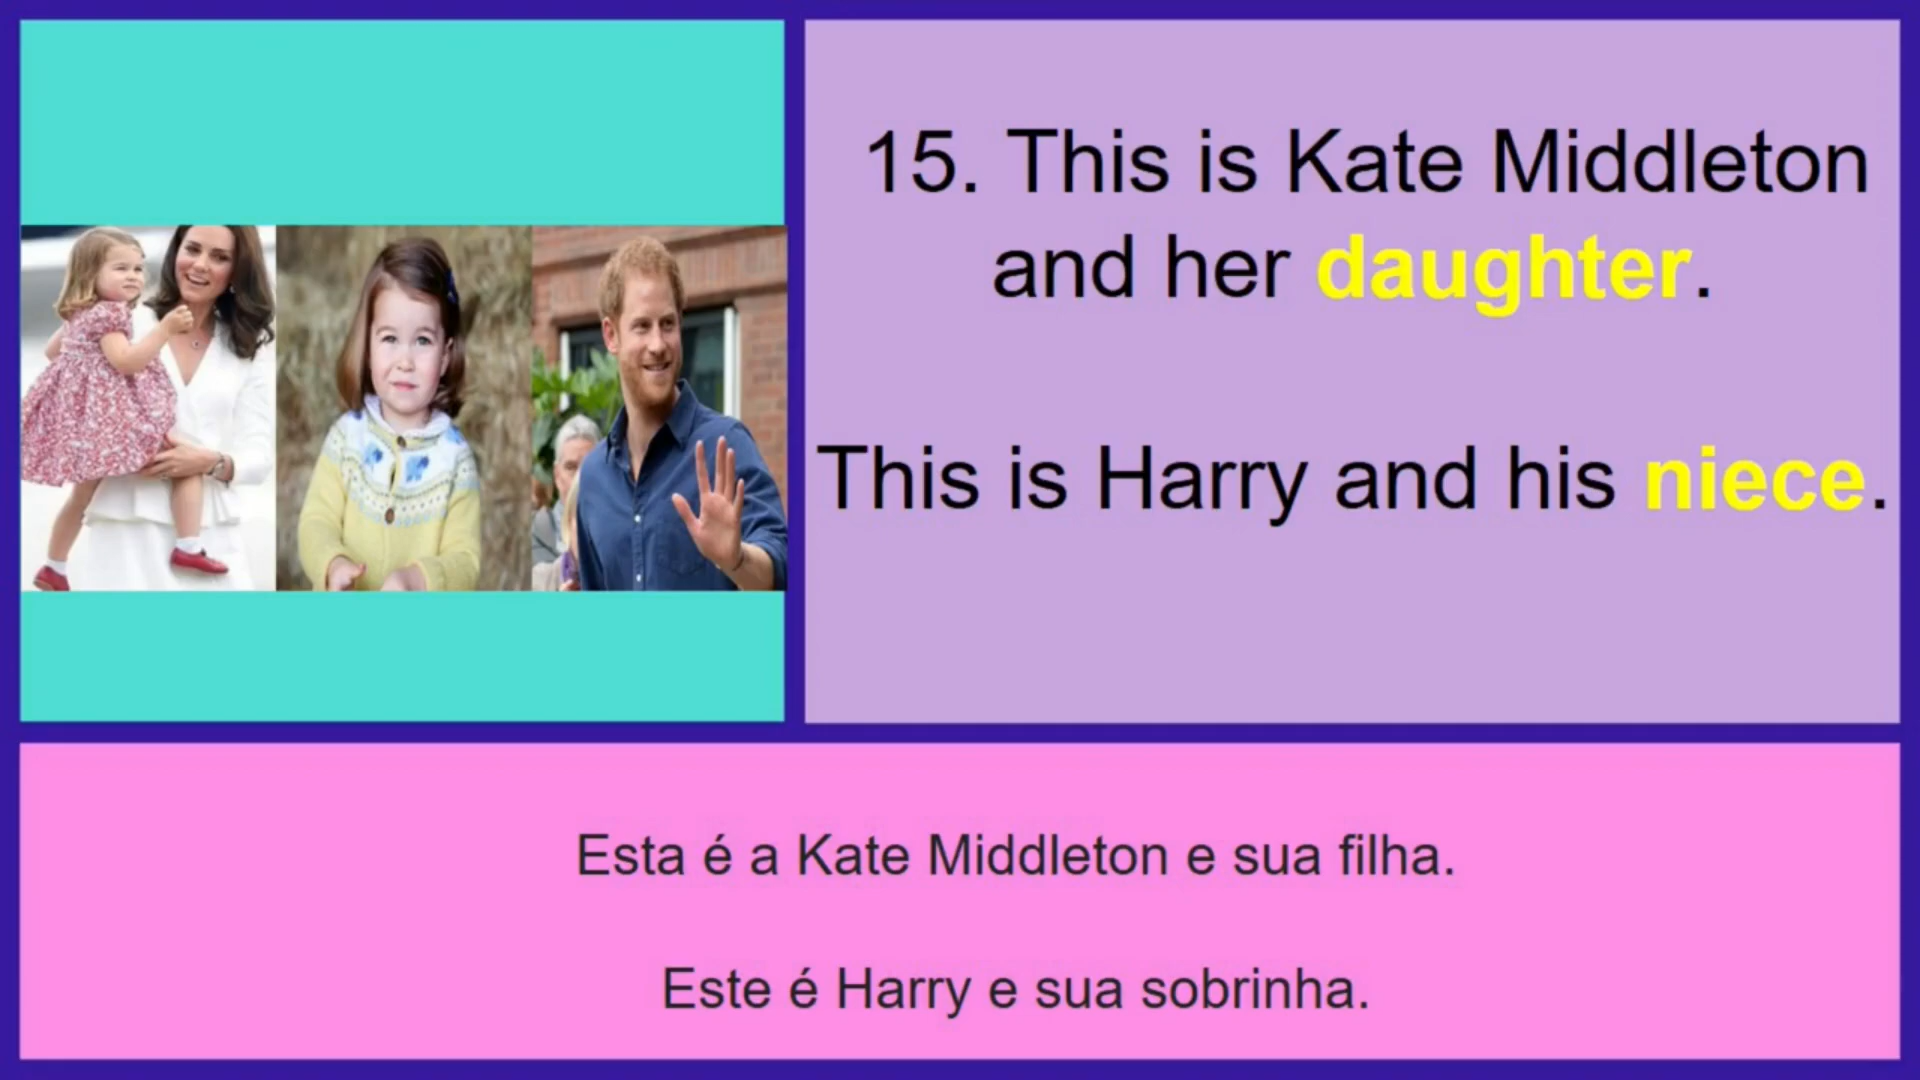 15. This is Kate Middleton
and her daughter.
This is Harry and his niece.
Esta é a Kate Middleton e sua filha.
Este é Harry e sua sobrinha.